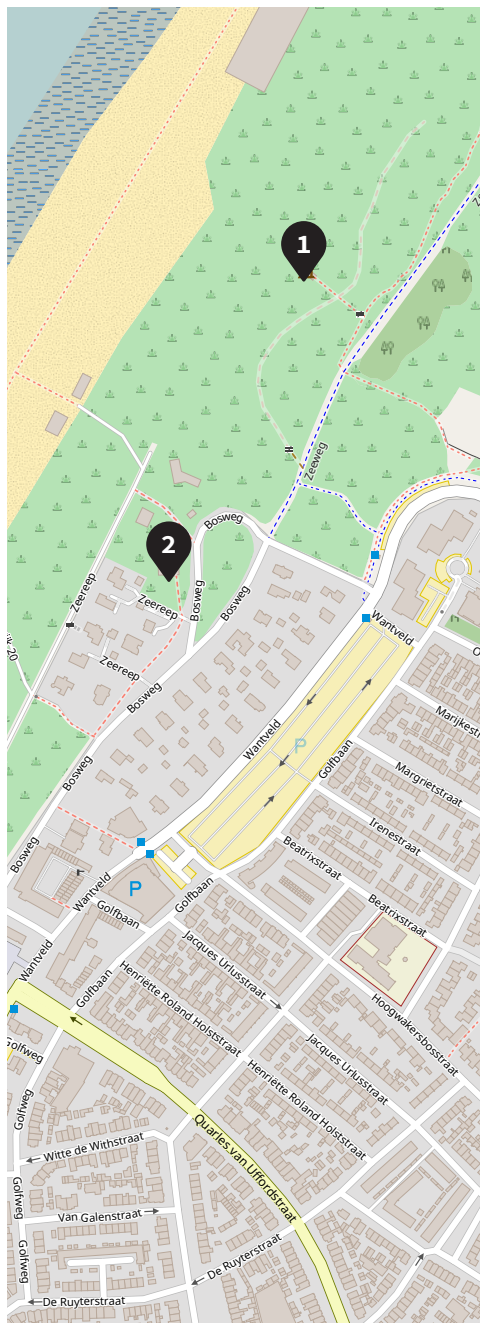 1
Zeeweg
Bosweg
2
Zeereep
Zeereep
Bosweg
Bosweg
Wantveld
Zeereep
Bosweg
Marijkestr
Wantveld
P
Golfbaan
Margrietstraat
Bosweg
Irenestraat
Beatrixstraat
Bosweg
P
Wantveld
Golfbaan
Golfbaan
Beatrixstraat
Wantveld
Jacques Urlusstraat
Golfbaan
Henriëtte Roland Holststraat
Hoogwakersbosstraat
Golfweg
Jacques Urlusstraat
Henriëtte Roland Holststraat
Golfweg
Quarles van Uffordstraat
Witte de Withstraat
Golfweg
Van Galenstraat
Golfweg
De Ruyterstraat
De Ruyterstraat